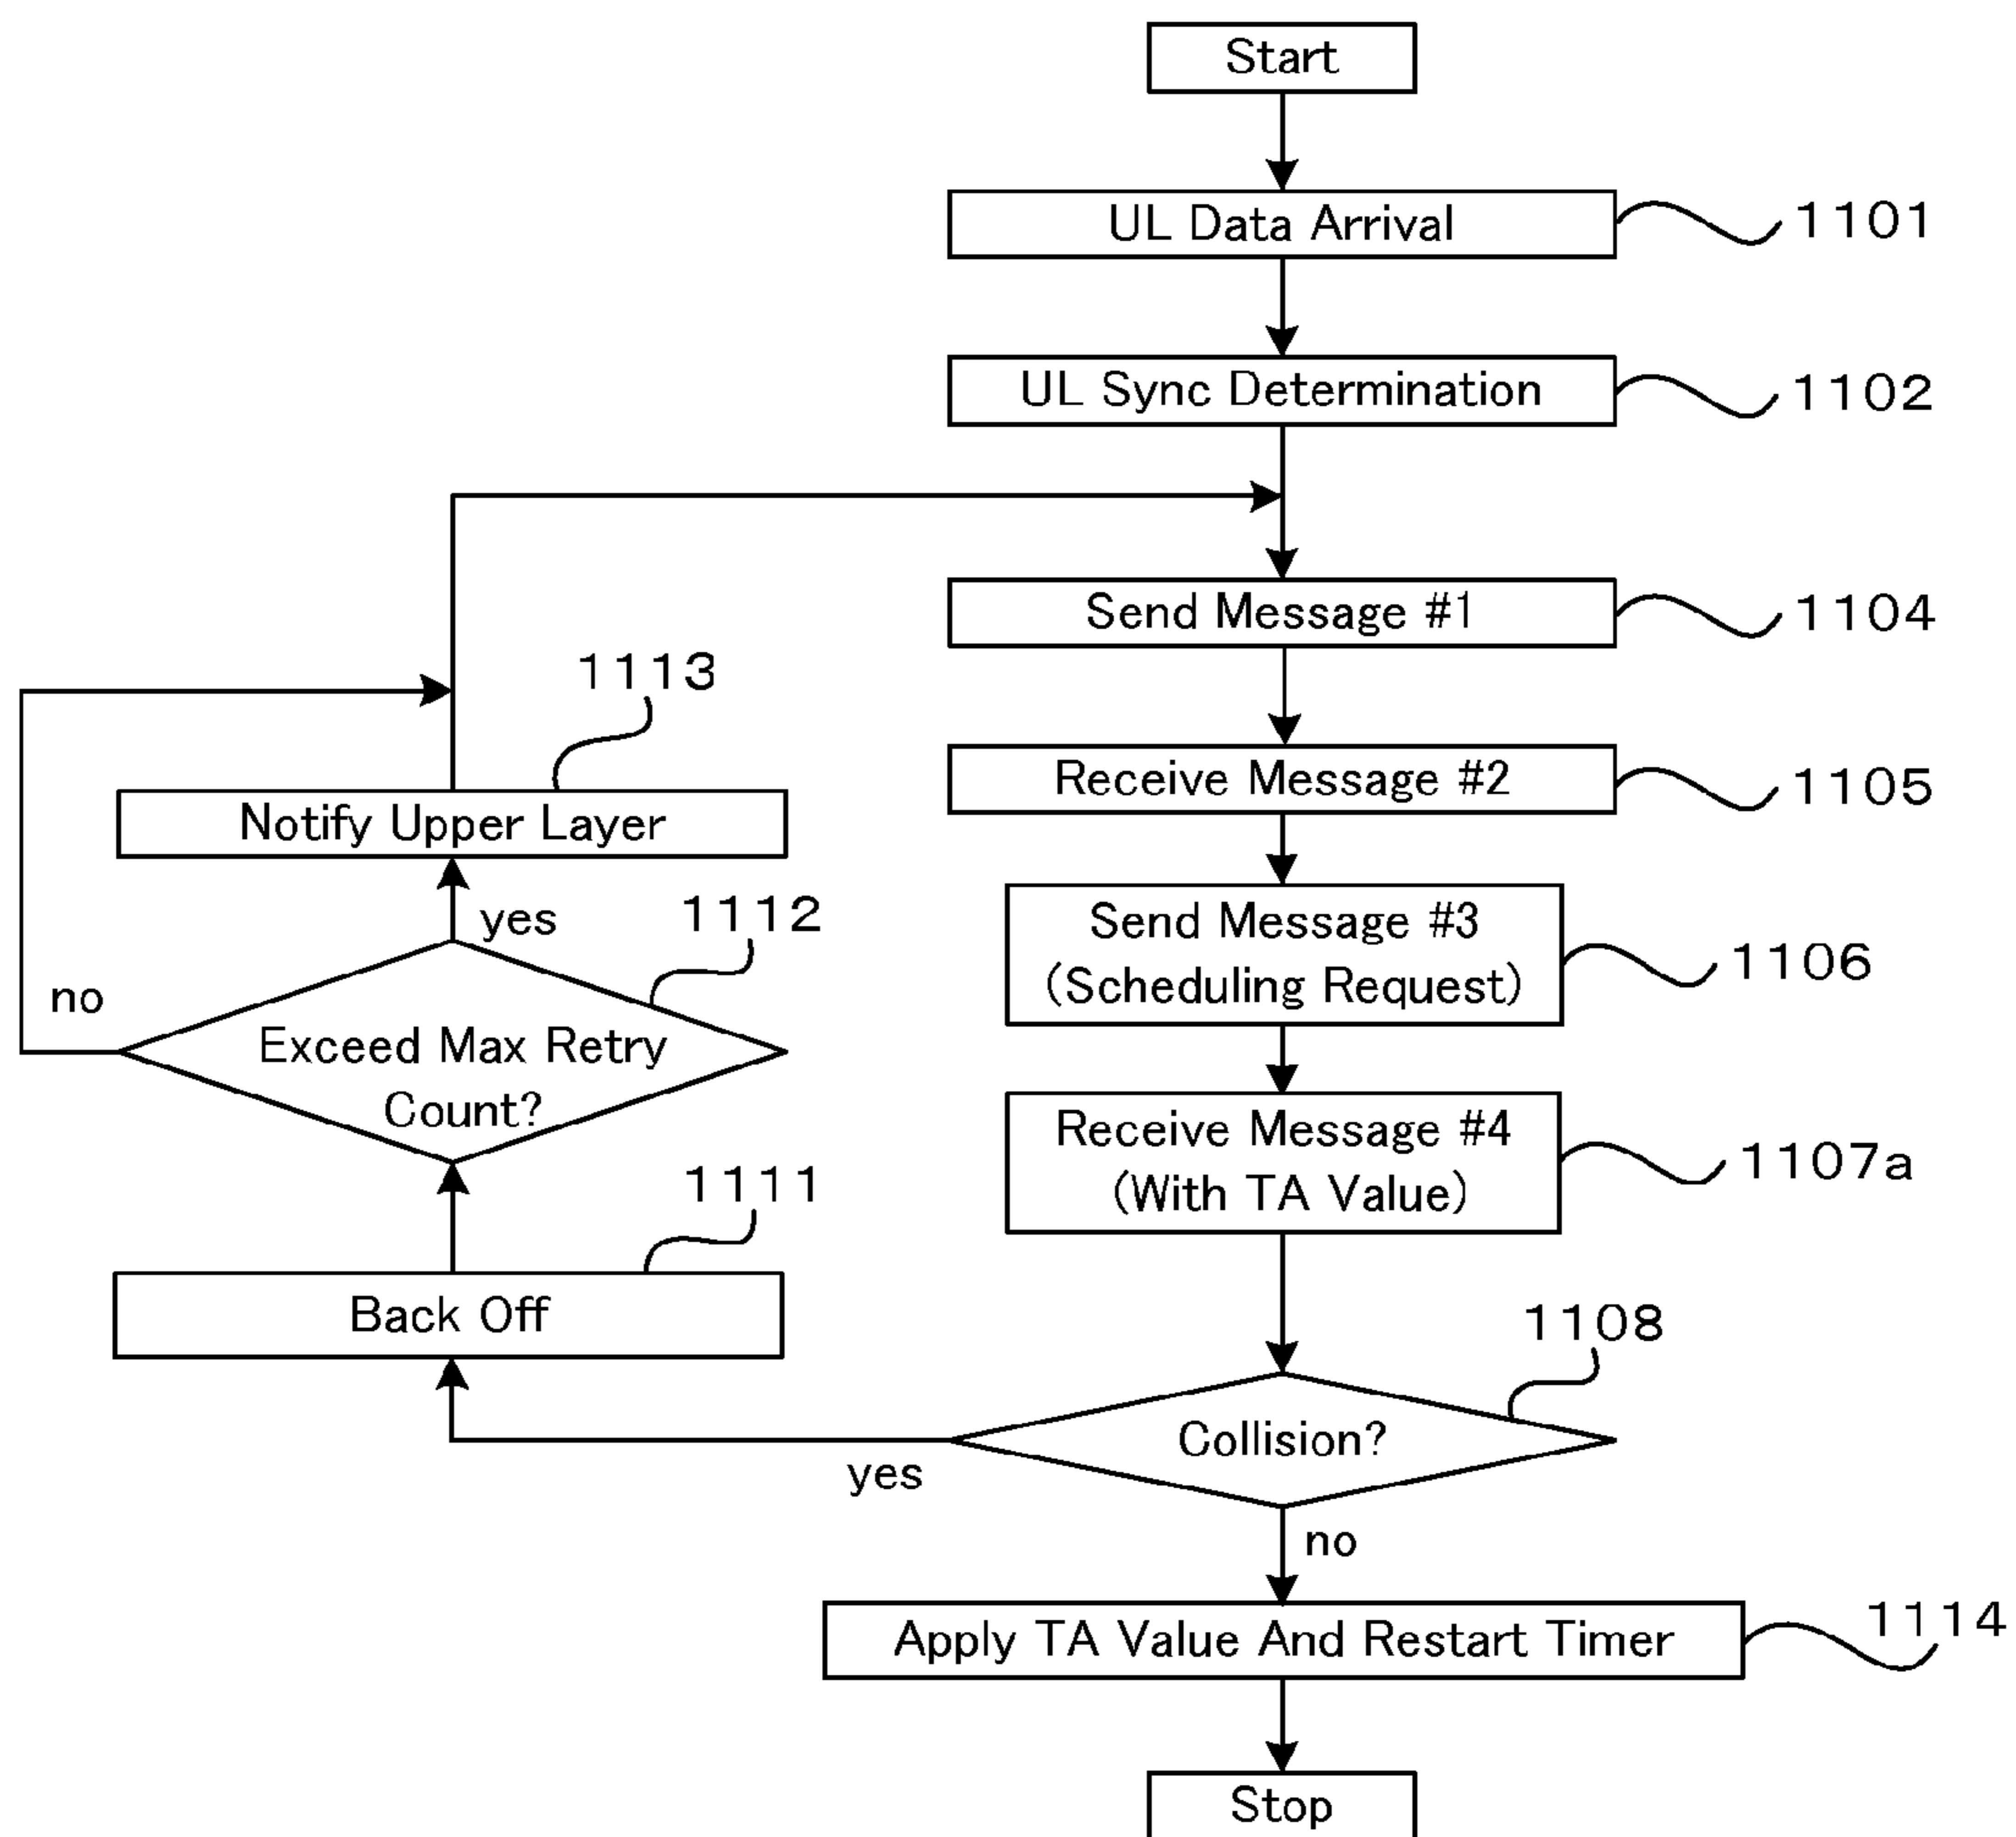 Start
UL Data Arrival
1101
UL Sync Determination
1102
Send Message #1
1104
1113
Receive Message #2
1105
Notify Upper Layer
yes
1112
Send Message #3
(Scheduling Request)
1106
no
Exceed Max Retry
Count?
Receive Message #4
(With TA Value)
1107a
1111
Back Off
1108
Collision?
yes
no
Apply TA Value And Restart Timer
1114
Stop